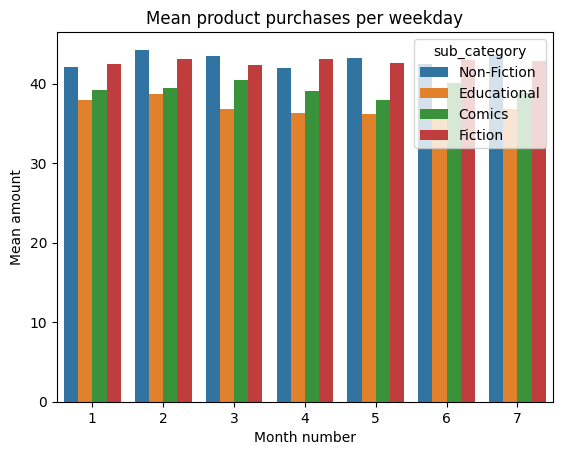 Mean product purchases per weekday
sub_category
Non-Fiction
Educational
Comics
Fiction
Mean amount
40
30
20
10
0
1 2 3 4 5 6 7
Month number